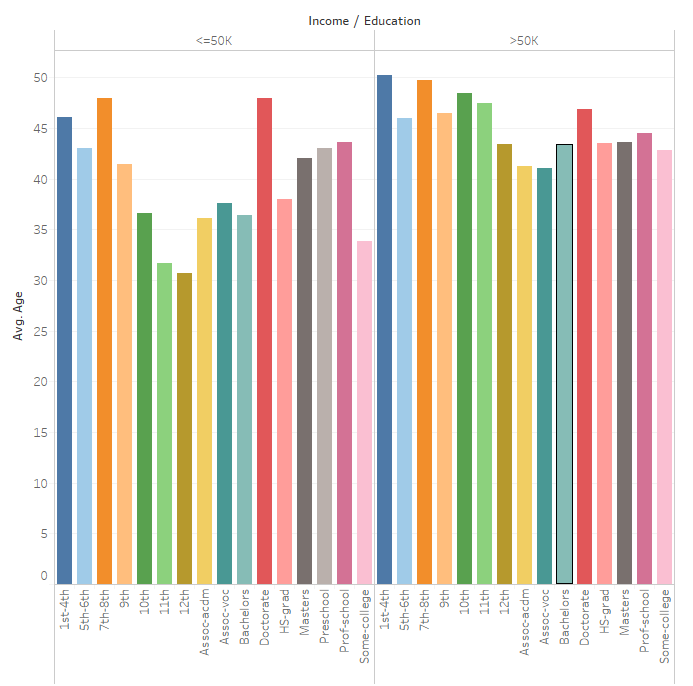 Income / Education
<=50K
>50K
Avg. Age
50
45
40
35
30
25
20
15
10
5
0
1st-4th
5th-6th
7th-8th
9th
10th
11th
12th
Assoc-acdm
Assoc-voc
Bachelors
Doctorate
HS-grad
Masters
Preschool
Prof-school
Some-college
1st-4th
5th-6th
7th-8th
9th
10th
11th
12th
Assoc-acdm
Assoc-voc
Bachelors
Doctorate
HS-grad
Masters
Prof-school
Some-college